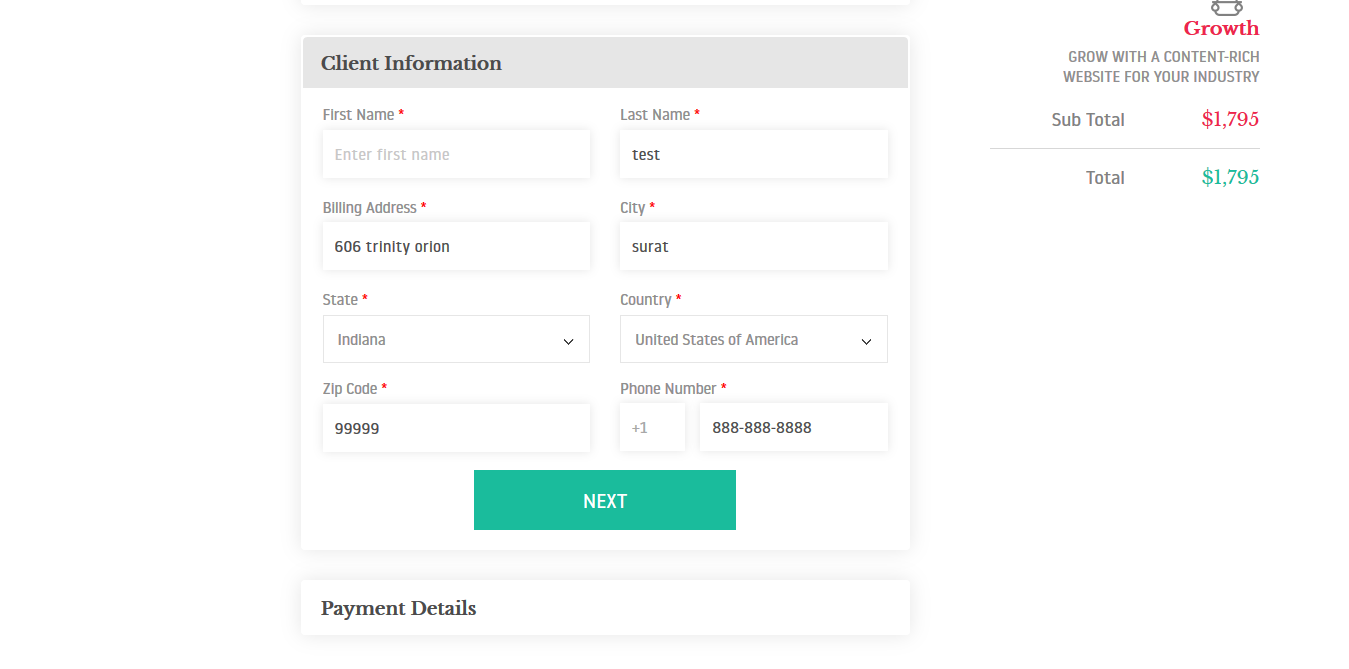 Client Information
First Name *
Last Name *
Enter first name
test
Billing Address *
City *
606 trinity orion
surat
State *
Country *
Indiana
United States of America
Zip Code *
Phone Number *
99999
+1
888-888-8888
NEXT
Payment Details
Growth
GROW WITH A CONTENT-RICH
WEBSITE FOR YOUR INDUSTRY
Sub Total $1,795
Total $1,795